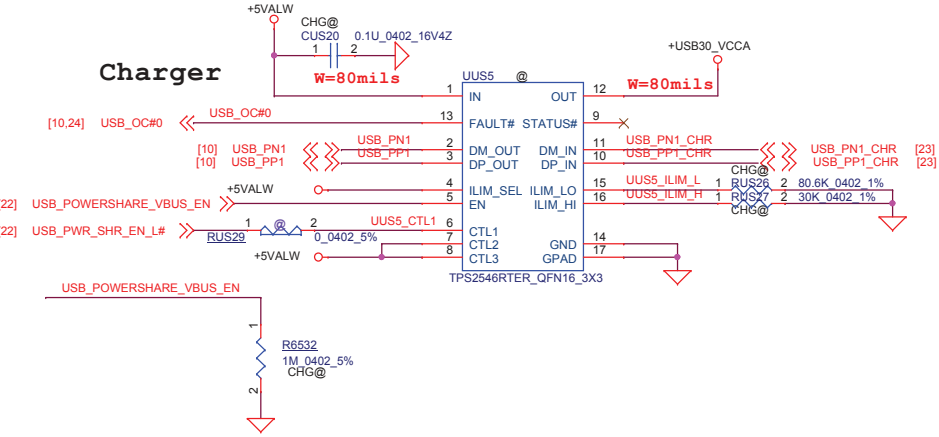 +5VALW
CHG@
CUS20 0.1U_0402_16V4Z
1 2
Charger
W=80mils
+USB30_VCCA
UUS5 @
W=80mils
1 IN OUT 12
[10,24] USB_OC#0 USB_OC#0 13 FAULT# STATUS# 9
[10] USB_PN1 USB_PN1 2 DM_OUT DM_IN 11 USB_PN1_CHR USB_PN1_CHR [23]
[10] USB_PP1 USB_PP1 3 DP_OUT DP_IN 10 USB_PP1_CHR USB_PP1_CHR [23]
CHG@
+5VALW 4 ILIM_SEL ILIM_LO 15 UUS5_ILIM_L 1 RUS26 2 80.6K_0402_1%
[22] USB_POWERSHARE_VBUS_EN 5 EN ILIM_HI 16 UUS5_ILIM_H 1 RUS27 2 30K_0402_1%
CHG@
[22] USB_PWR_SHR_EN_L# 1 @ 2 UUS5_CTL1 6 CTL1
RUS29 0_0402_5%
7 CTL2 GND 14
+5VALW 8 CTL3 GPAD 17
TPS2546RTER_QFN16_3X3
USB_POWERSHARE_VBUS_EN
1
R6532
1M_0402_5%
CHG@
2